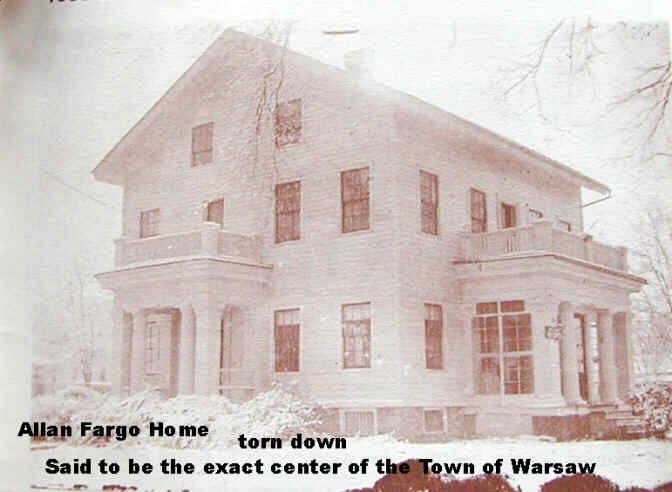 Allan Fargo Home
torn down
Said to be the exact center of the Town of Warsaw